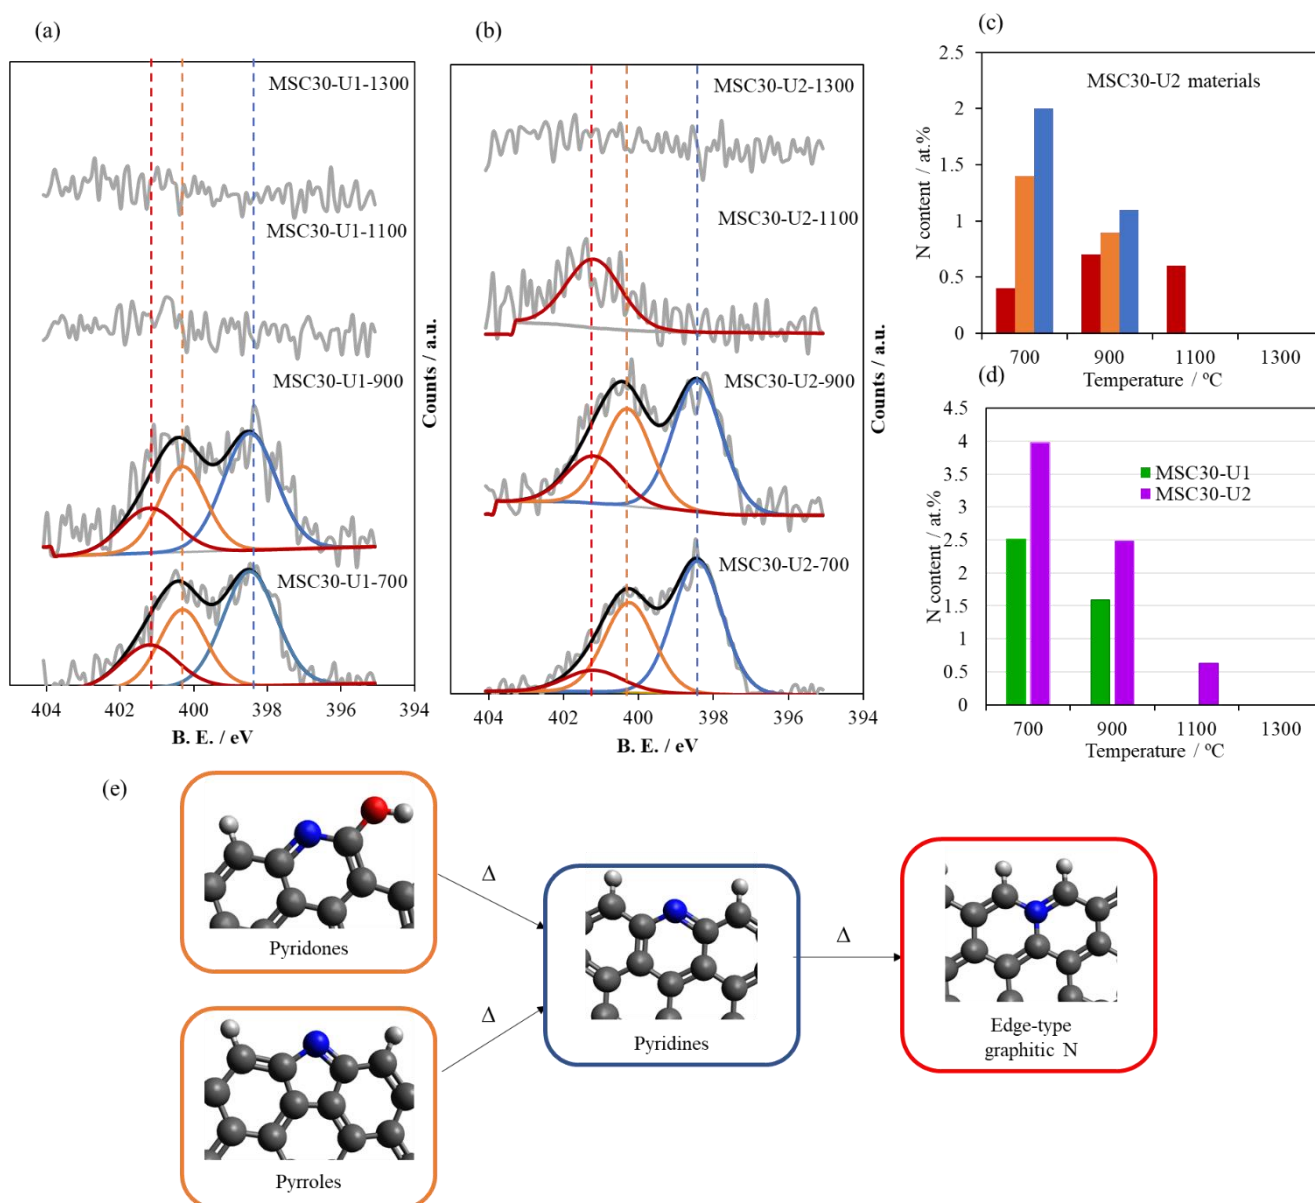 (a)
MSC30-U1-1300
MSC30-U1-1100
MSC30-U1-900
MSC30-U1-700
404
402
400
398
396
394
B. E. / eV
(b)
MSC30-U2-1300
MSC30-U2-1100
MSC30-U2-900
MSC30-U2-700
Counts / a.u.
404
402
400
398
396
394
B. E. / eV
Counts / a.u.
(c)
MSC30-U2 materials
N content / at.%
2.5
2
1.5
1
0.5
0
700
900
1100
1300
Temperature / ºC
(d)
N content / at.%
4.5
4
3.5
3
2.5
2
1.5
1
0.5
0
MSC30-U1
MSC30-U2
700
900
1100
1300
Temperature / ºC
(e)
Pyridones
Δ
Pyrroles
Δ
Pyridines
Δ
Edge-type
graphitic N